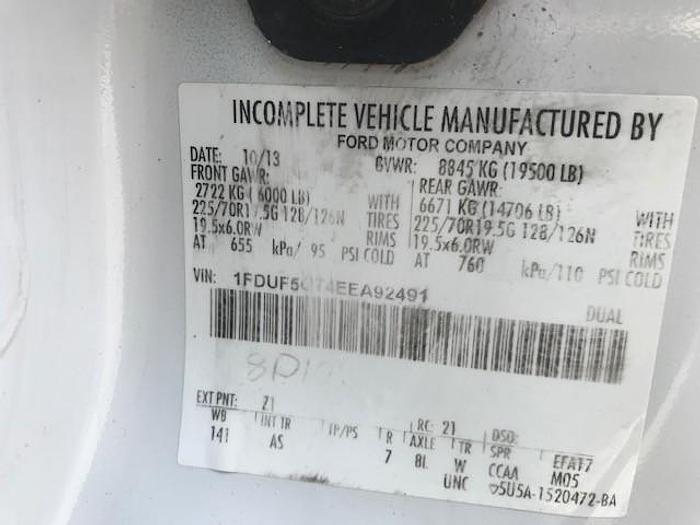 INCOMPLETE VEHICLE MANUFACTURED BY
FORD MOTOR COMPANY
DATE: 10/13 GVWR: 8845 KG (19500 LB)
FRONT GAWR: REAR GAWR:
2722 KG (6000 LB) WITH 6671 KG (14706 LB) WITH
225/70R19.5G 128/126N TIRES 225/70R19.5G 128/126N TIRES
19.5x6.0RW RIMS 19.5x6.0RW RIMS
AT 655 kPa/ 95 PSI COLD AT 760 kPa/110 PSI COLD
VIN: DUAL
EXT PNT: Z1 RC: 21 DSO:
WB INT TR TP/PS R AXLE TR SPR EFA17
141 AS 7 8L W CCAA M05
UNC ▽5U5A-1520472-BA